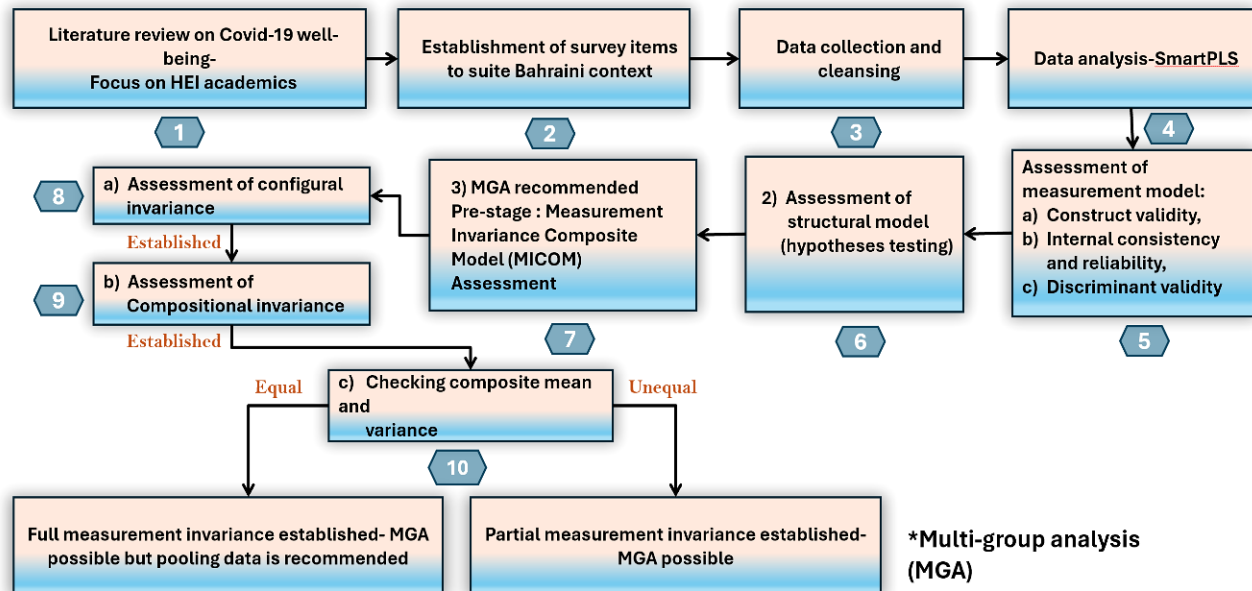 Literature review on Covid-19 well-
being-
Focus on HEI academics
Establishment of survey items
to suite Bahraini context
Data collection and
cleansing
Data analysis-SmartPLS
1
2
3
4
a) Assessment of configural
invariance
8
3) MGA recommended
Pre-stage : Measurement
Invariance Composite
Model (MICOM)
Assessment
2) Assessment of
structural model
(hypotheses testing)
Assessment of
measurement model:
a) Construct validity,
b) Internal consistency
and reliability,
c) Discriminant validity
Established
b) Assessment of
Compositional invariance
9
Established
7
6
5
Equal
c) Checking composite mean
and
variance
Unequal
10
Full measurement invariance established- MGA
possible but pooling data is recommended
Partial measurement invariance established-
MGA possible
*Multi-group analysis
(MGA)